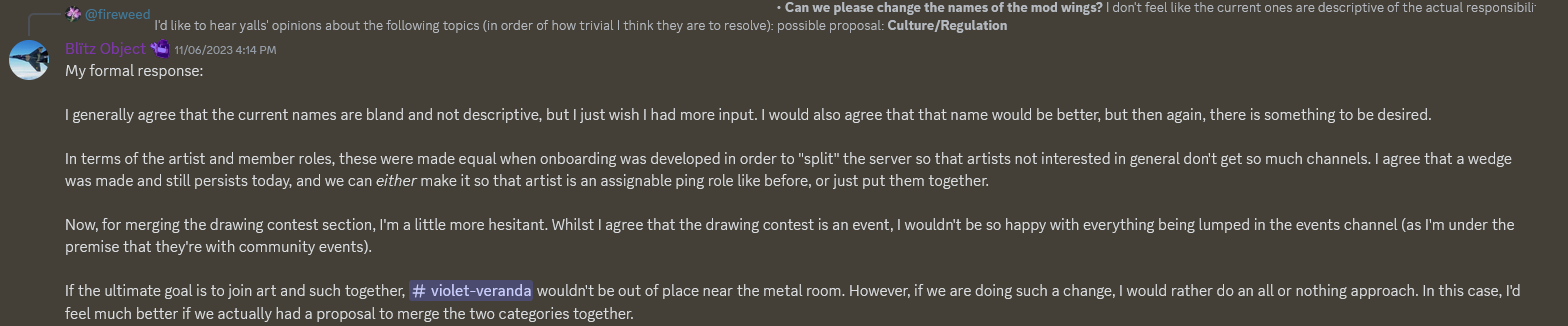 • Can we please change the names of the mod wings? I don't feel like the current ones are descriptive of the actual responsibili
@fireweed
I'd like to hear yalls' opinions about the following topics (in order of how trivial I think they are to resolve): possible proposal: Culture/Regulation
Blitz Object 11/06/2023 4:14 PM
My formal response:
I generally agree that the current names are bland and not descriptive, but I just wish I had more input. I would also agree that that name would be better, but then again, there is something to be desired.
In terms of the artist and member roles, these were made equal when onboarding was developed in order to "split" the server so that artists not interested in general don't get so much channels. I agree that a wedge
was made and still persists today, and we can either make it so that artist is an assignable ping role like before, or just put them together.
Now, for merging the drawing contest section, I'm a little more hesitant. Whilst I agree that the drawing contest is an event, I wouldn't be so happy with everything being lumped in the events channel (as I'm under the
premise that they're with community events).
If the ultimate goal is to join art and such together, # violet-veranda wouldn't be out of place near the metal room. However, if we are doing such a change, I would rather do an all or nothing approach. In this case, I'd
feel much better if we actually had a proposal to merge the two categories together.